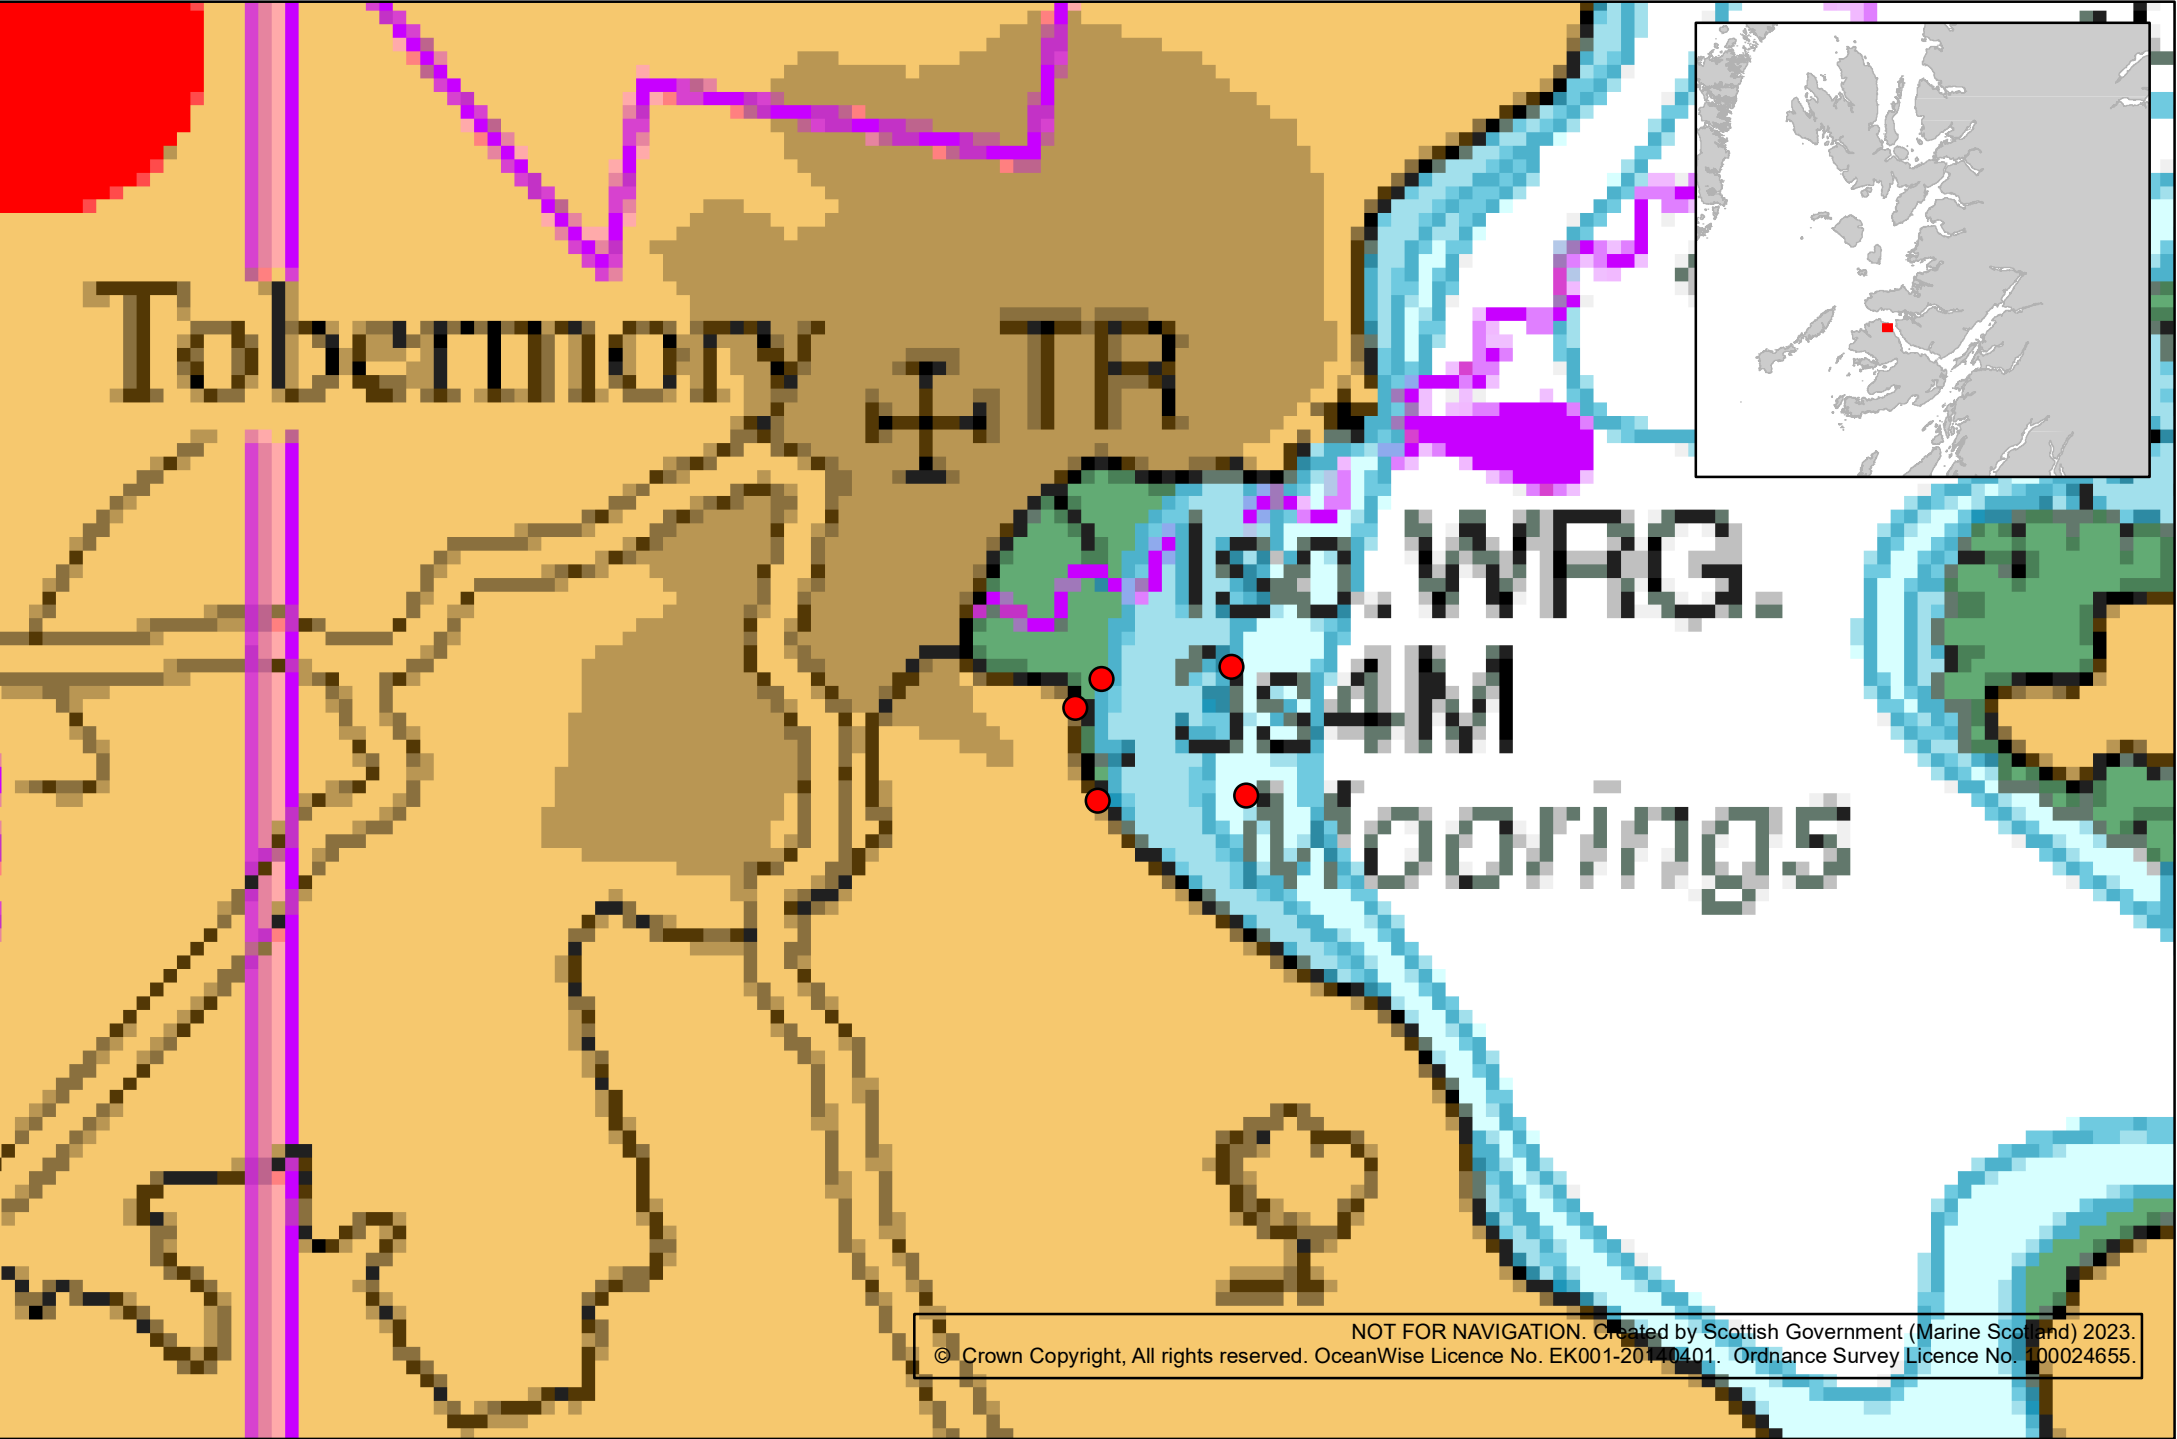 Tobermory
TR
Iso.WRG.
3s4M
Moorings
NOT FOR NAVIGATION. Created by Scottish Government (Marine Scotland) 2023.
© Crown Copyright, All rights reserved. OceanWise Licence No. EK001-20140401. Ordnance Survey Licence No. 100024655.